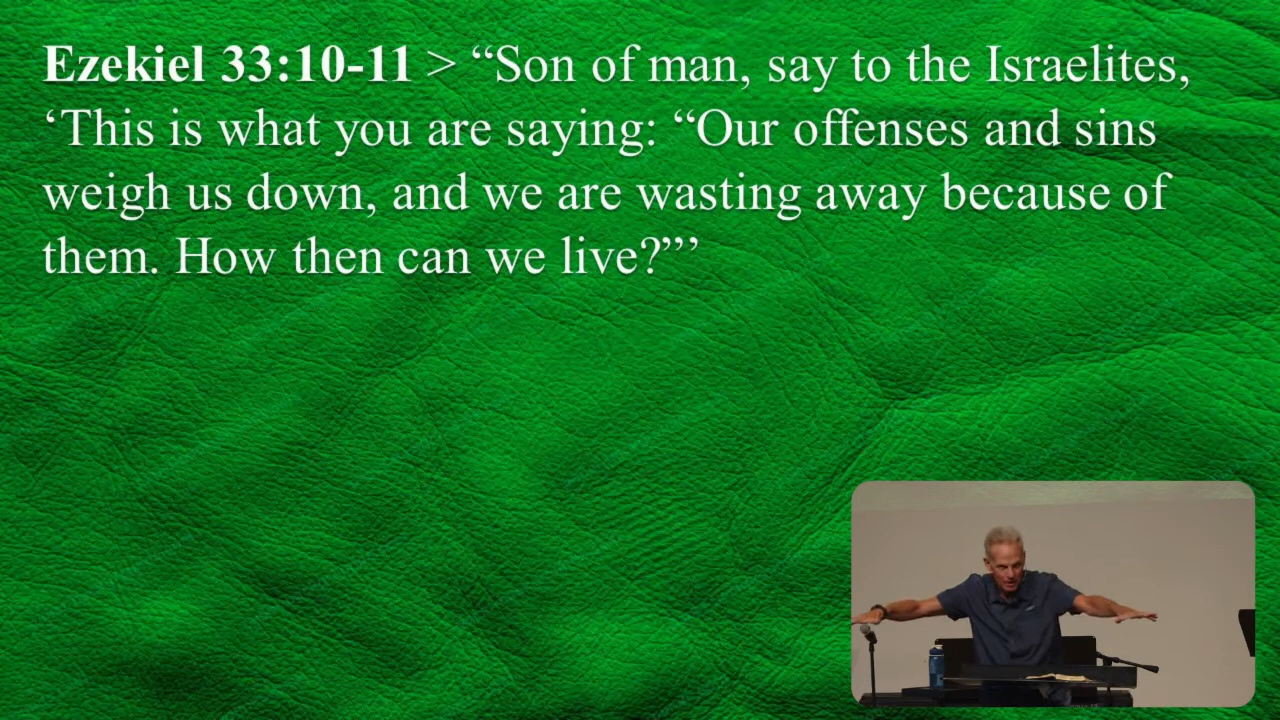 Ezekiel 33:10-11 > “Son of man, say to the Israelites,
‘This is what you are saying: “Our offenses and sins
weigh us down, and we are wasting away because of
them. How then can we live?”’